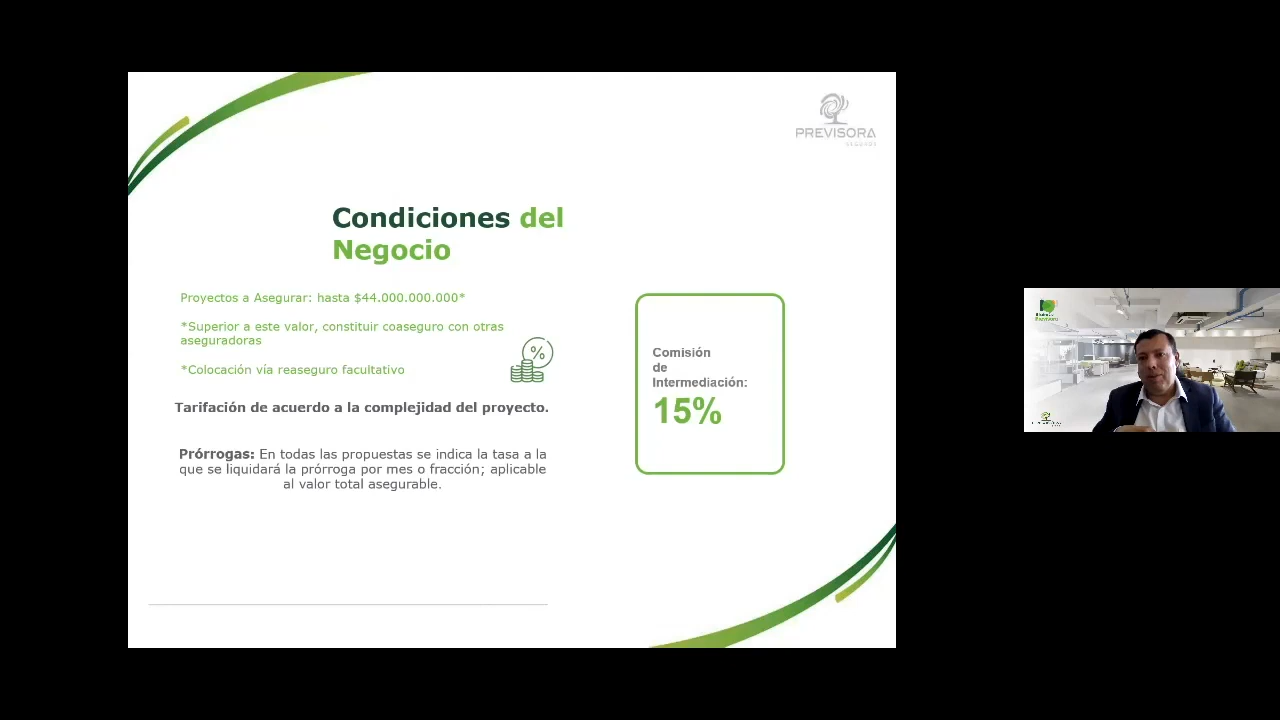 PREVISORA
SEGUROS
Condiciones del
Negocio
Proyectos a Asegurar: hasta $44.000.000.000*
*Superior a este valor, constituir coaseguro con otras
aseguradoras
*Colocación vía reaseguro facultativo
%
Tarifación de acuerdo a la complejidad del proyecto.
Prórrogas: En todas las propuestas se indica la tasa a la
que se liquidará la prórroga por mes o fracción; aplicable
al valor total asegurable.
Comisión
de
Intermediación:
15%